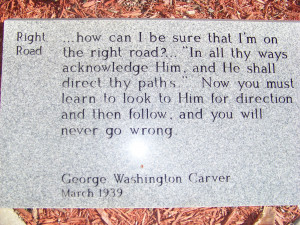 Right ...how can I be sure that I'm on
Road the right road?... "In all thy ways
acknowledge Him, and He shall
direct thy paths." Now you must
learn to look to Him for direction
and then follow, and you will
never go wrong.
George Washington Carver
March 1939